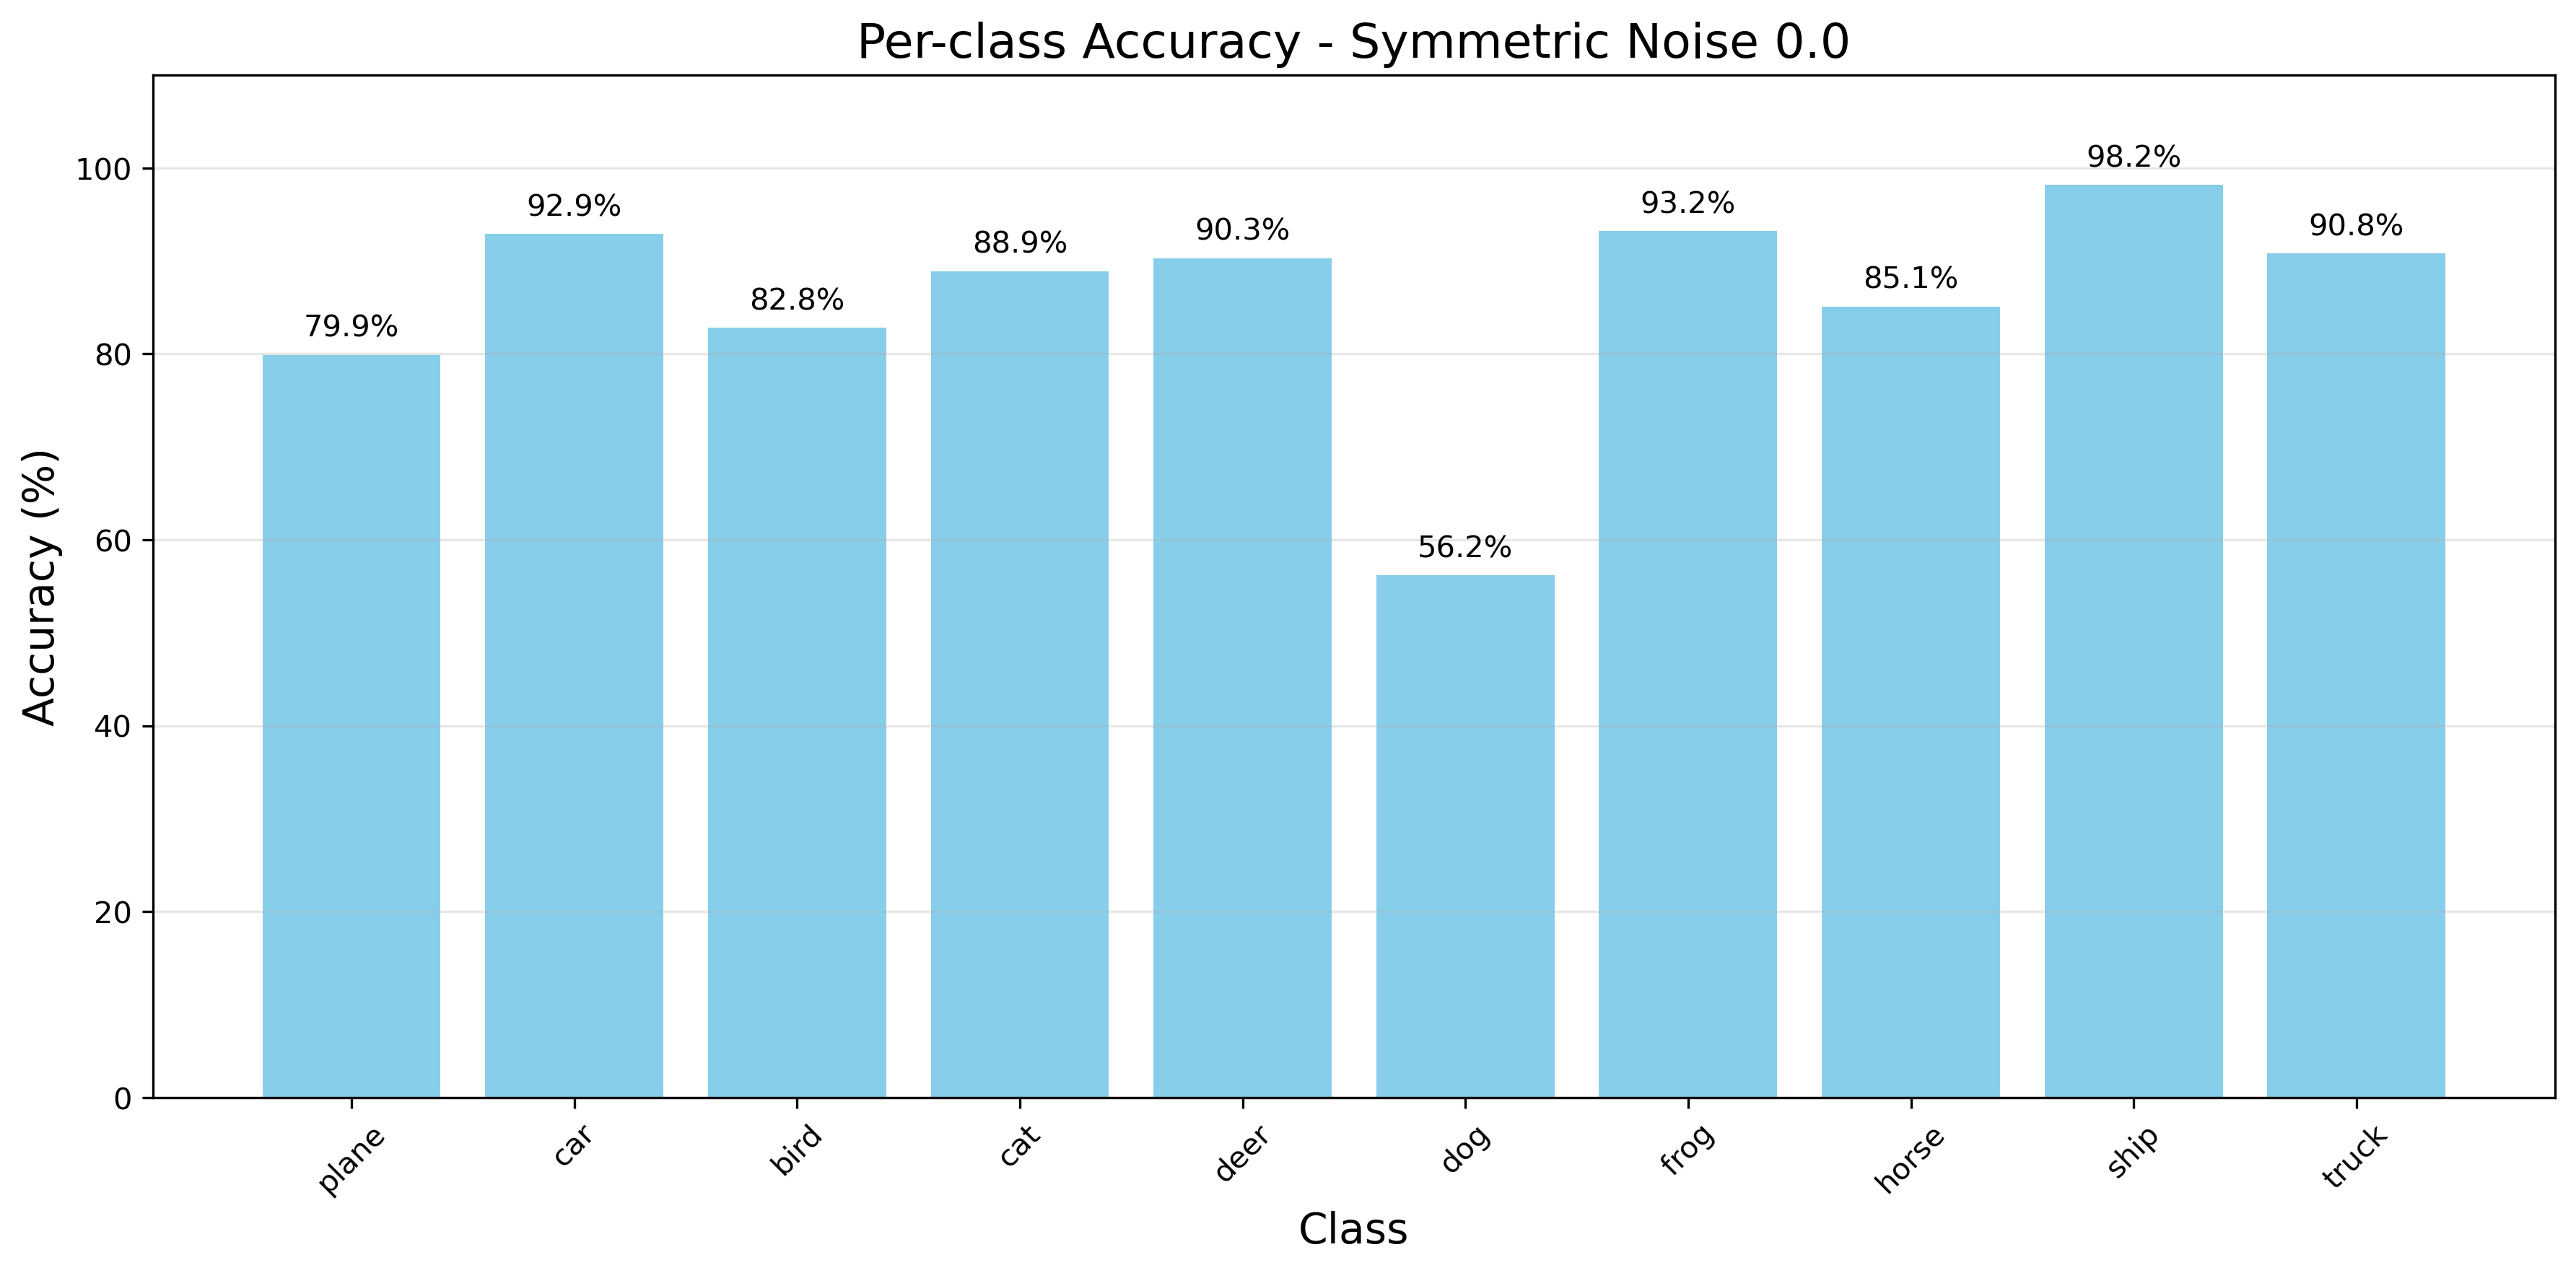 Per-class Accuracy - Symmetric Noise 0.0
Accuracy (%)
100
80
60
40
20
0
79.9%
92.9%
82.8%
88.9%
90.3%
56.2%
93.2%
85.1%
98.2%
90.8%
plane
car
bird
cat
deer
dog
frog
horse
ship
truck
Class